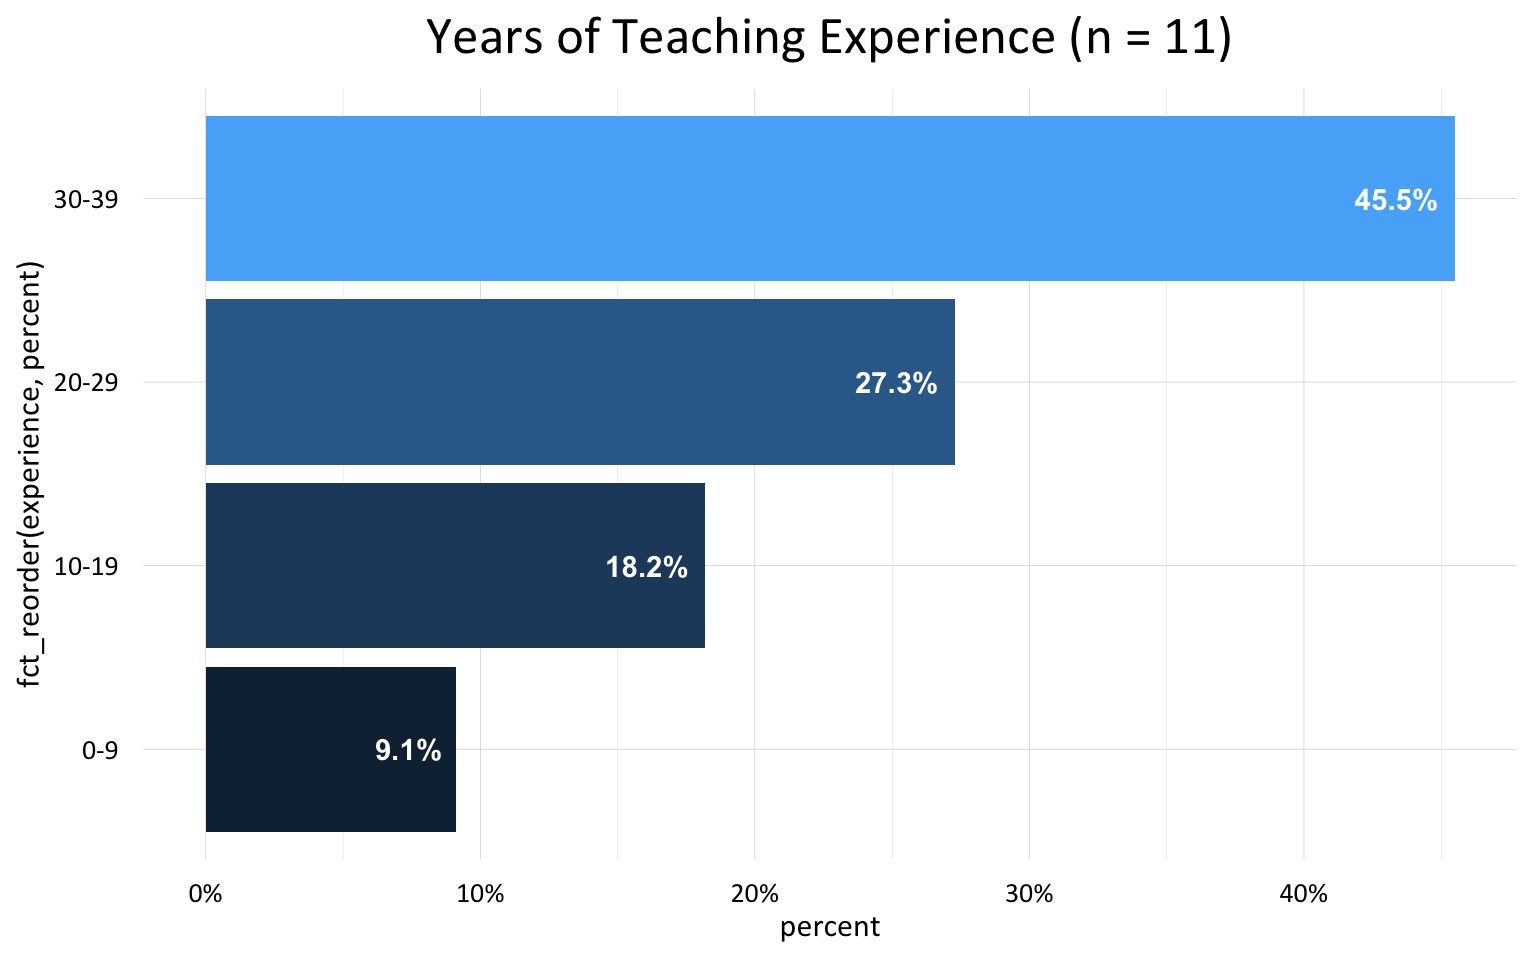 Years of Teaching Experience (n = 11)
fct_reorder(experience, percent)
30-39
45.5%
20-29
27.3%
10-19
18.2%
0-9
9.1%
0% 10% 20% 30% 40%
percent